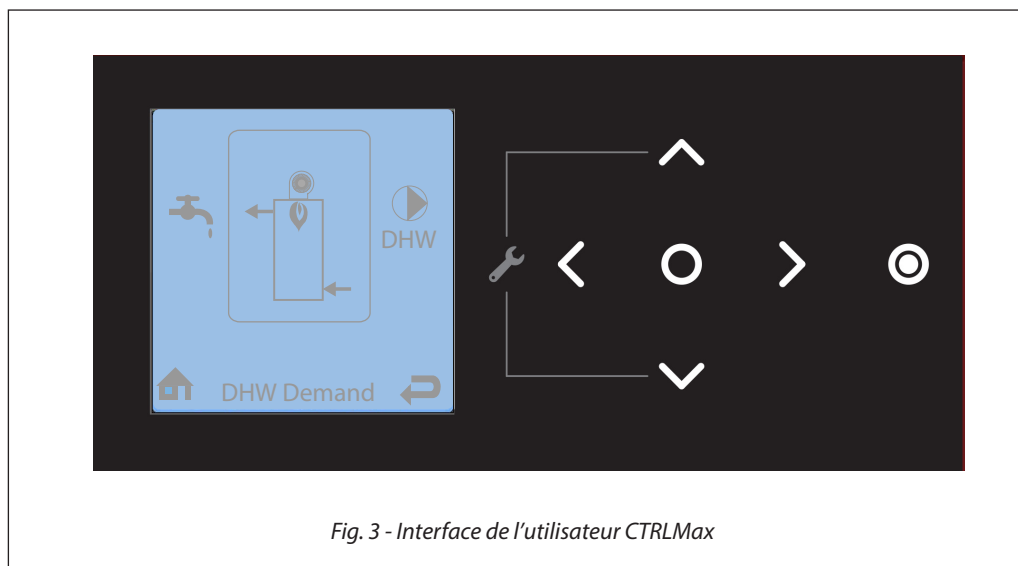 DHW
DHW Demand
Fig. 3 - Interface de l'utilisateur CTRLMax